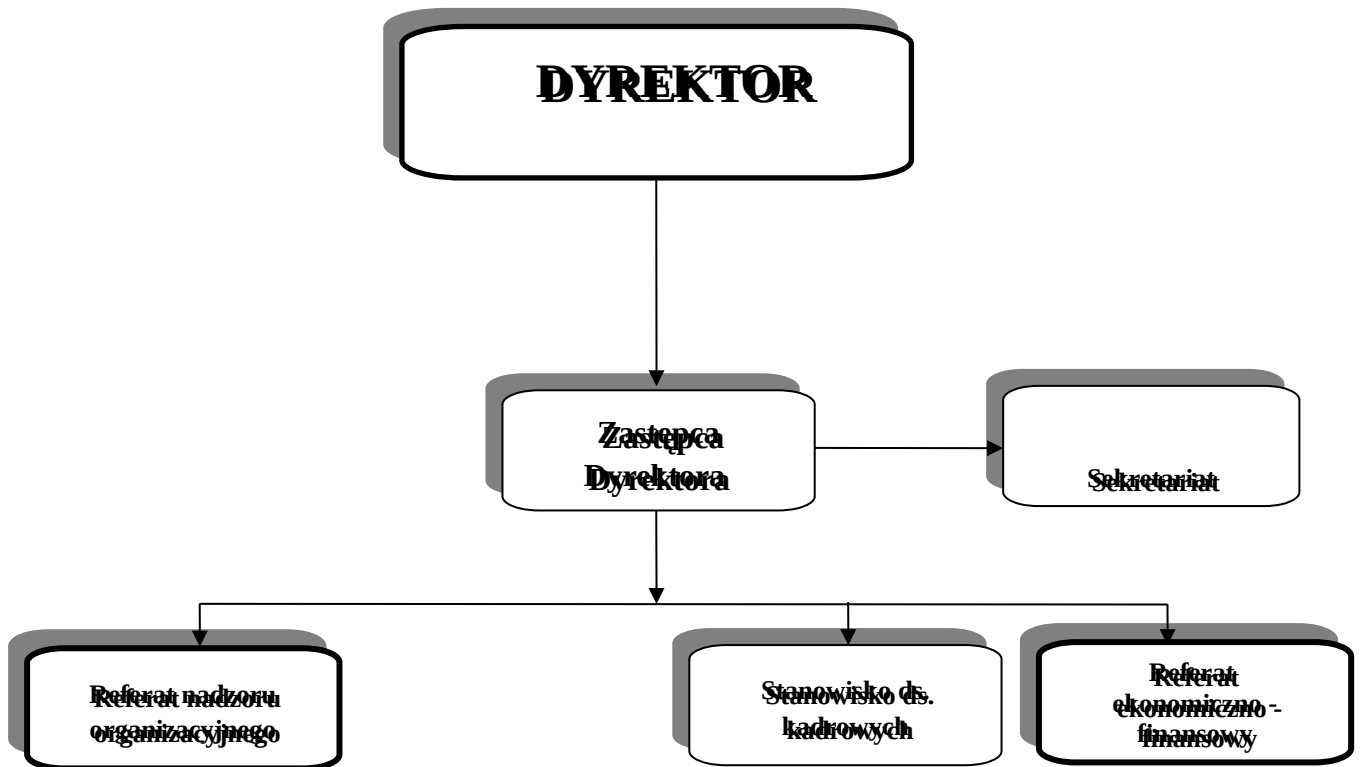 DYREKTOR
Zastępca
Dyrektora
Sekretariat
Referat nadzoru
organizacyjnego
Stanowisko ds.
kadrowych
Referat
ekonomiczno -
finansowy